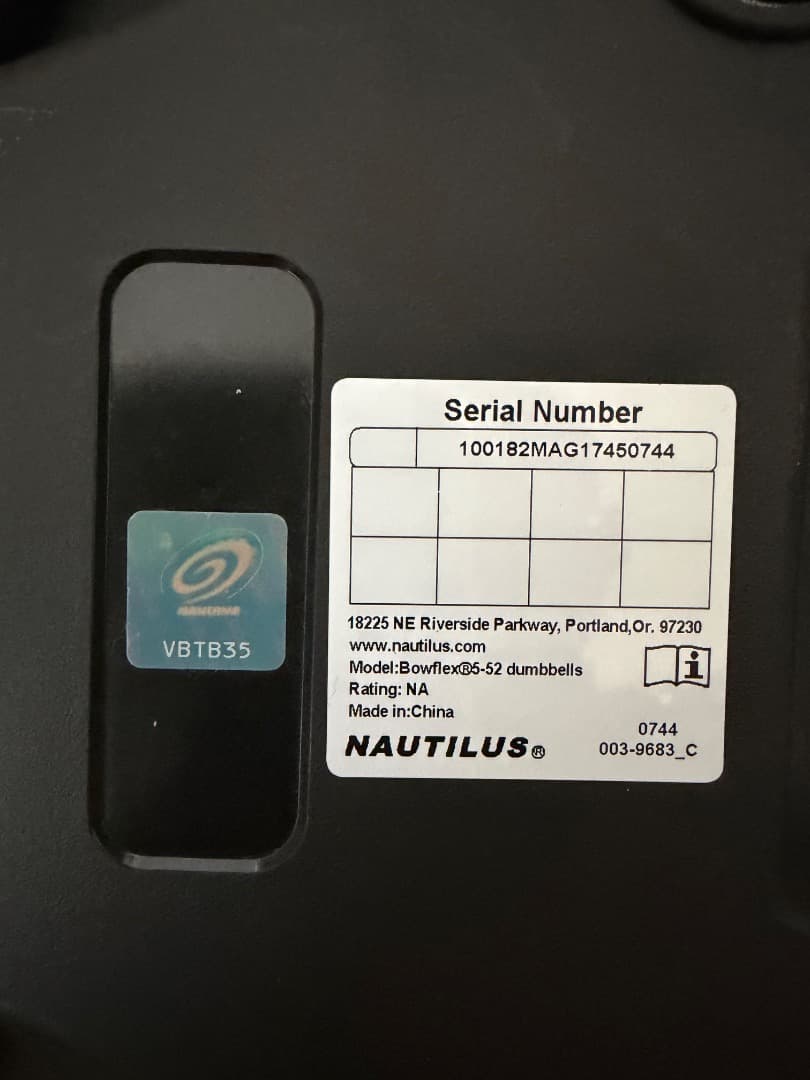 Serial Number
100182MAG17450744
18225 NE Riverside Parkway, Portland,Or. 97230
www.nautilus.com
Model:Bowflex®5-52 dumbbells
Rating: NA
Made in:China
NAUTILUS®
0744
003-9683_C
VBTB35